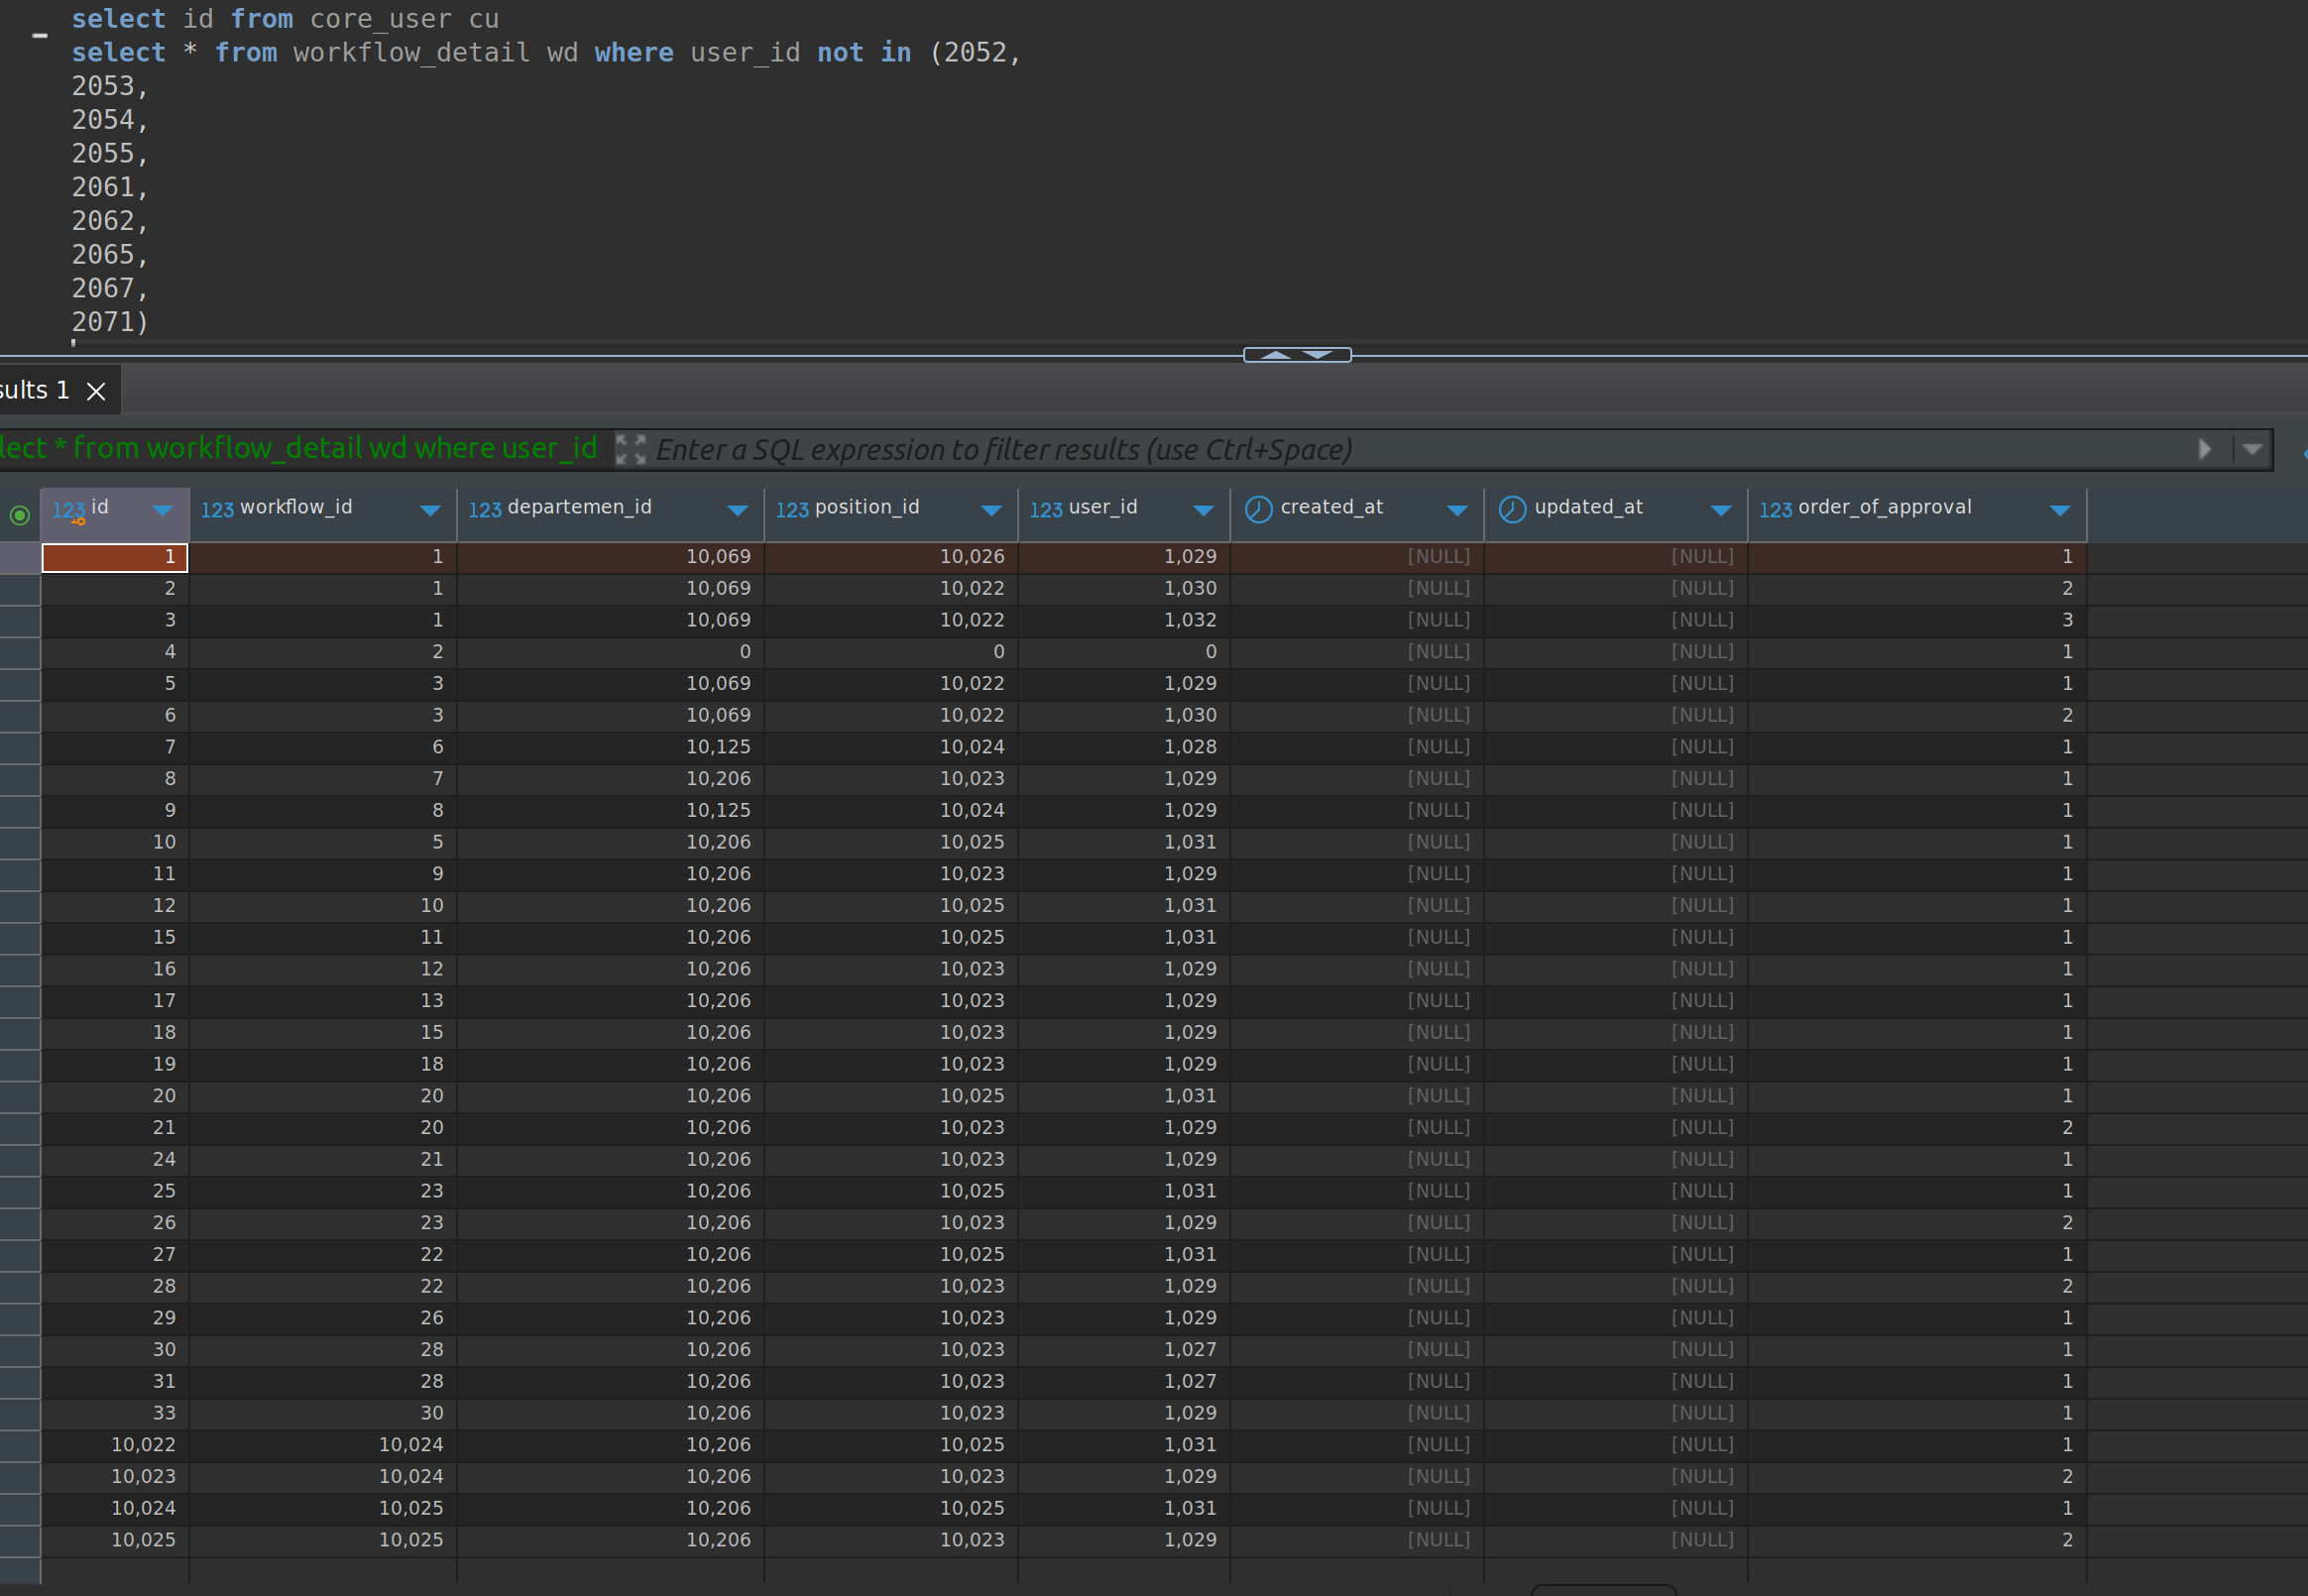 select id from core_user cu
select * from workflow_detail wd where user_id not in (2052,
2053,
2054,
2055,
2061,
2062,
2065,
2067,
2071)
sults 1
lect * from workflow_detail wd where user_id Enter a SQL expression to filter results (use Ctrl+Space)
123 id 123 workflow_id 123 departemen_id 123 position_id 123 user_id created_at updated_at 123 order_of_approval
1 1 10,069 10,026 1,029 [NULL] [NULL] 1
2 1 10,069 10,022 1,030 [NULL] [NULL] 2
3 1 10,069 10,022 1,032 [NULL] [NULL] 3
4 2 0 0 0 [NULL] [NULL] 1
5 3 10,069 10,022 1,029 [NULL] [NULL] 1
6 3 10,069 10,022 1,030 [NULL] [NULL] 2
7 6 10,125 10,024 1,028 [NULL] [NULL] 1
8 7 10,206 10,023 1,029 [NULL] [NULL] 1
9 8 10,125 10,024 1,029 [NULL] [NULL] 1
10 5 10,206 10,025 1,031 [NULL] [NULL] 1
11 9 10,206 10,023 1,029 [NULL] [NULL] 1
12 10 10,206 10,025 1,031 [NULL] [NULL] 1
15 11 10,206 10,025 1,031 [NULL] [NULL] 1
16 12 10,206 10,023 1,029 [NULL] [NULL] 1
17 13 10,206 10,023 1,029 [NULL] [NULL] 1
18 15 10,206 10,023 1,029 [NULL] [NULL] 1
19 18 10,206 10,023 1,029 [NULL] [NULL] 1
20 20 10,206 10,025 1,031 [NULL] [NULL] 1
21 20 10,206 10,023 1,029 [NULL] [NULL] 2
24 21 10,206 10,023 1,029 [NULL] [NULL] 1
25 23 10,206 10,025 1,031 [NULL] [NULL] 1
26 23 10,206 10,023 1,029 [NULL] [NULL] 2
27 22 10,206 10,025 1,031 [NULL] [NULL] 1
28 22 10,206 10,023 1,029 [NULL] [NULL] 2
29 26 10,206 10,023 1,029 [NULL] [NULL] 1
30 28 10,206 10,023 1,027 [NULL] [NULL] 1
31 28 10,206 10,023 1,027 [NULL] [NULL] 1
33 30 10,206 10,023 1,029 [NULL] [NULL] 1
10,022 10,024 10,206 10,025 1,031 [NULL] [NULL] 1
10,023 10,024 10,206 10,023 1,029 [NULL] [NULL] 2
10,024 10,025 10,206 10,025 1,031 [NULL] [NULL] 1
10,025 10,025 10,206 10,023 1,029 [NULL] [NULL] 2